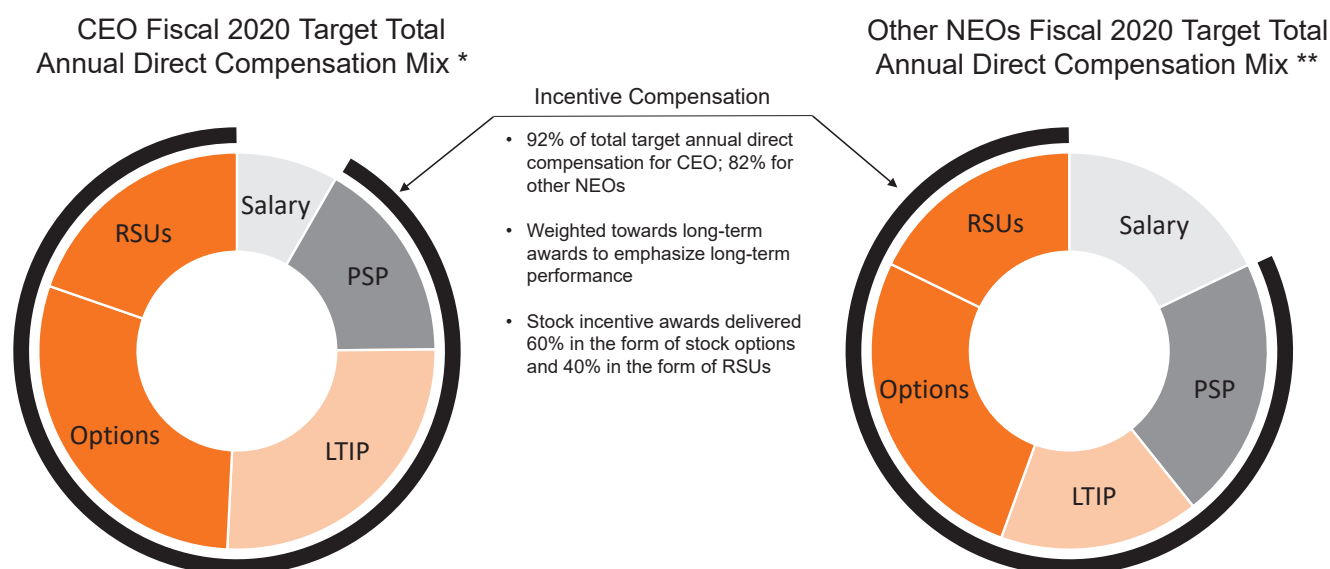 CEO Fiscal 2020 Target Total
Annual Direct Compensation Mix *
Other NEOs Fiscal 2020 Target Total
Annual Direct Compensation Mix **
Incentive Compensation
• 92% of total target annual direct
compensation for CEO; 82% for
other NEOs
• Weighted towards long-term
awards to emphasize long-term
performance
• Stock incentive awards delivered
60% in the form of stock options
and 40% in the form of RSUs
Salary
PSP
LTIP
Options
RSUs
Salary
PSP
LTIP
Options
RSUs